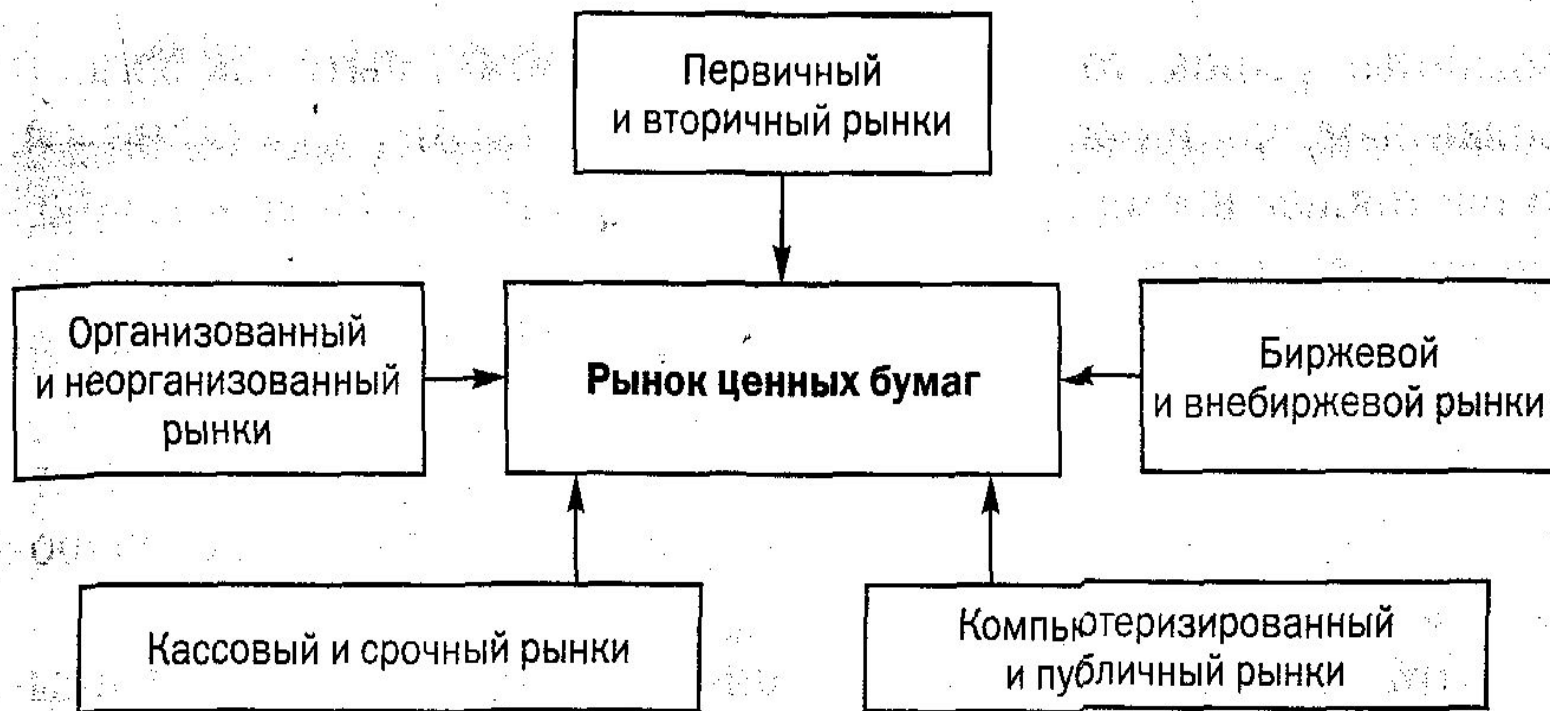 Первичный
и вторичный рынки
Организованный
и неорганизованный
рынки
Рынок ценных бумаг
Биржевой
и внебиржевой рынки
Кассовый и срочный рынки
Компьютеризированный
и публичный рынки